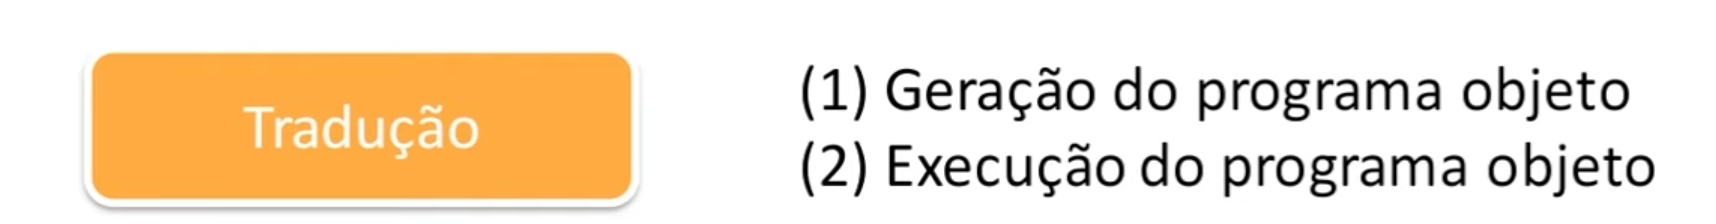 Tradução
(1) Geração do programa objeto
(2) Execução do programa objeto